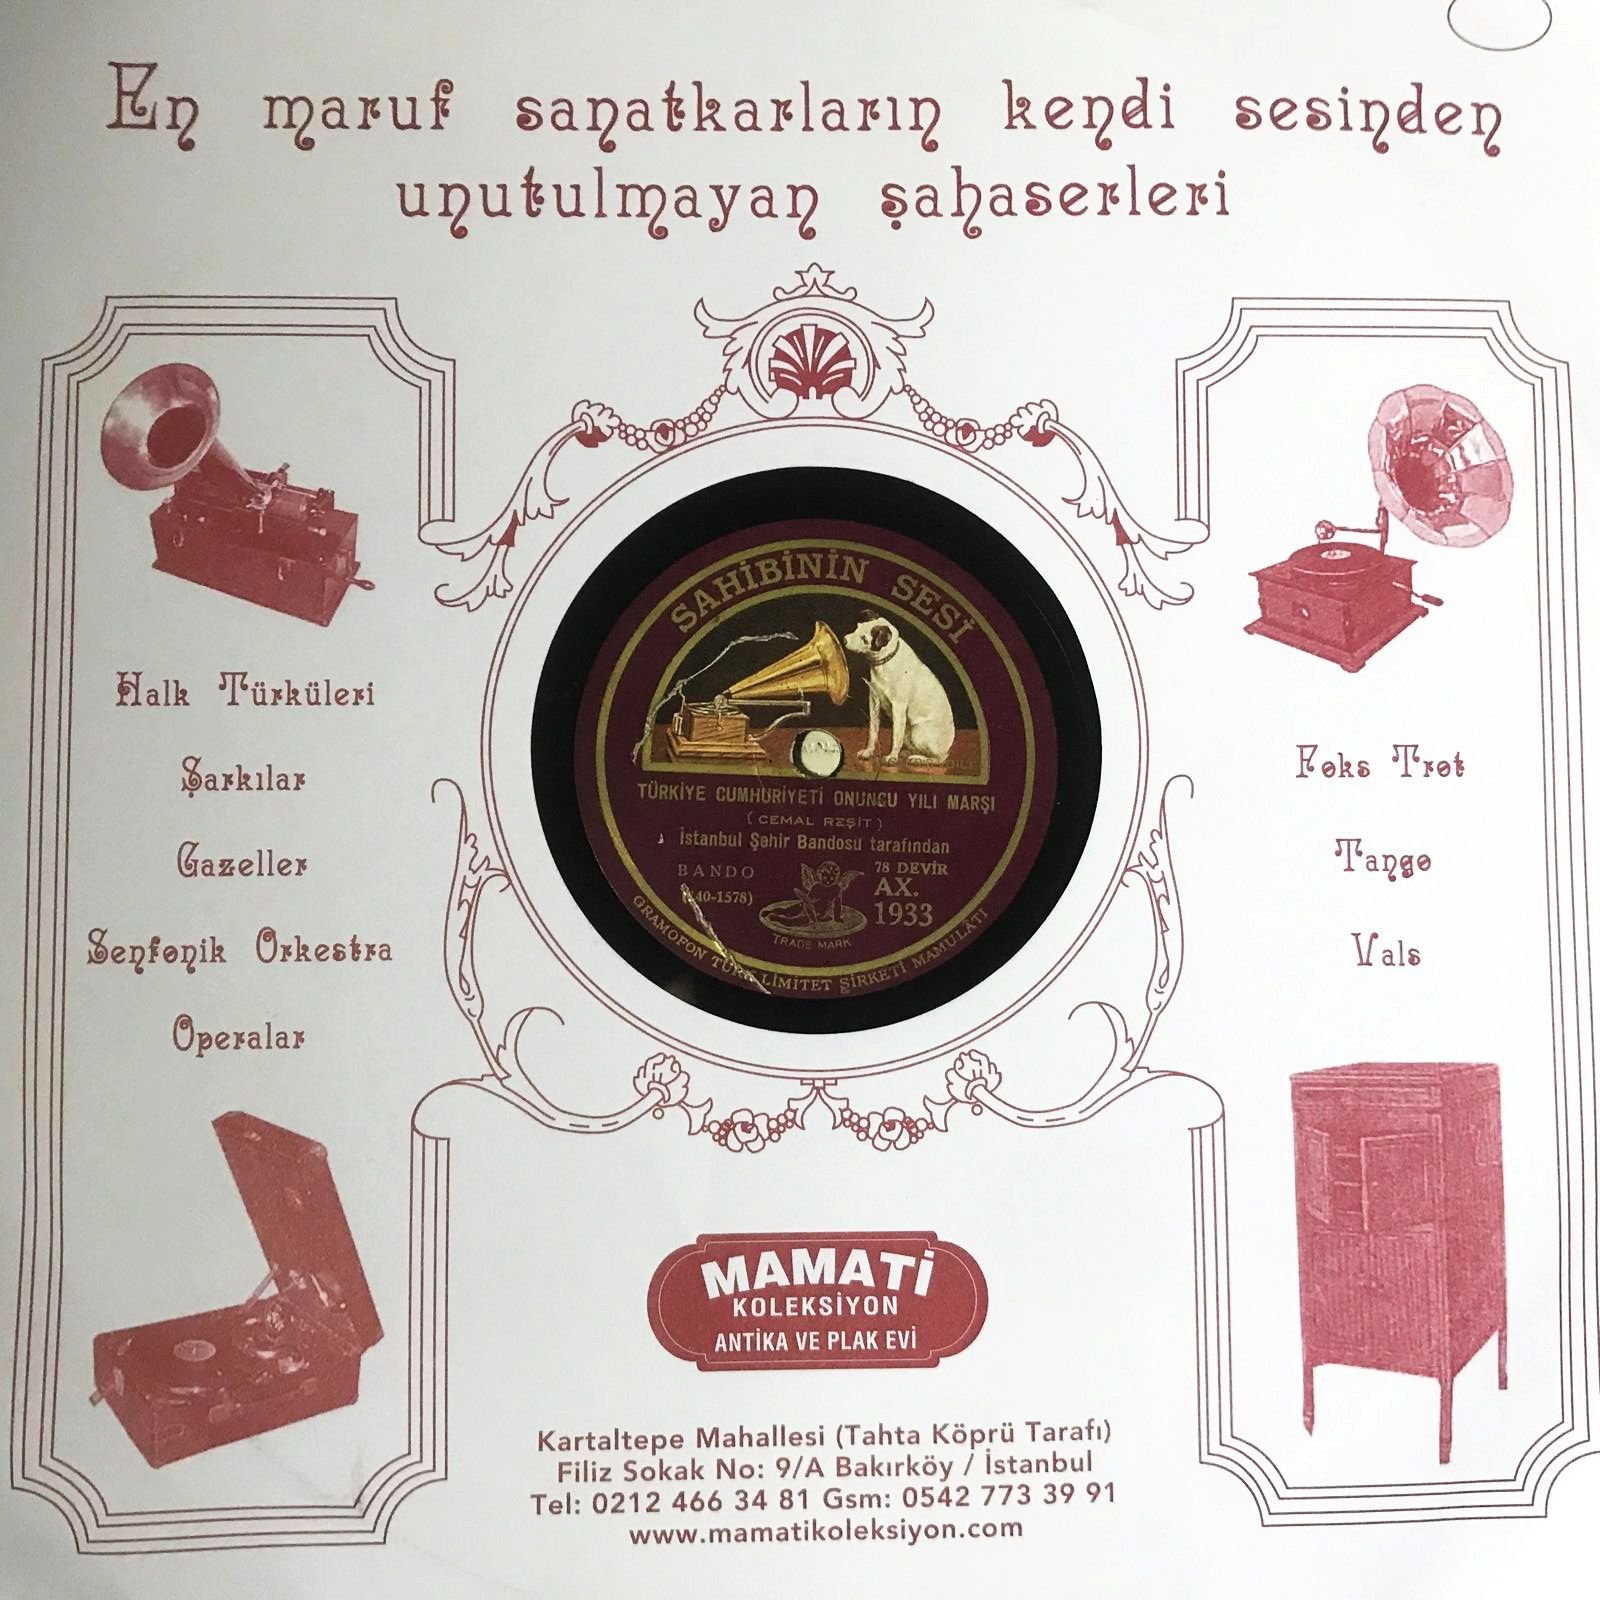 En maruf sanatkarların kendi sesinden
unutulmayan şahaserleri
Halk Türküleri
Şarkılar
Gazeller
Senfonik Orkestra
Operalar
SAHİBİNİN SESİ
TÜRKİYE CUMHURİYETİ ONUNCU YILI MARŞI
(CEMAL REŞİT)
İstanbul Şehir Bandosu tarafından
BANDO
78 DEVİR
AX.
40-1578)
1933
TRADE MARK
GRAMOFON TÜRK LİMİTET ŞİRKETİ MAMULÂTI
Foks Trot
Tango
Vals
MAMATİ
KOLEKSİYON
ANTİKA VE PLAK EVİ
Kartaltepe Mahallesi (Tahta Köprü Tarafı)
Filiz Sokak No: 9/A Bakırköy / İstanbul
Tel: 0212 466 34 81 Gsm: 0542 773 39 91
www.mamatikoleksiyon.com